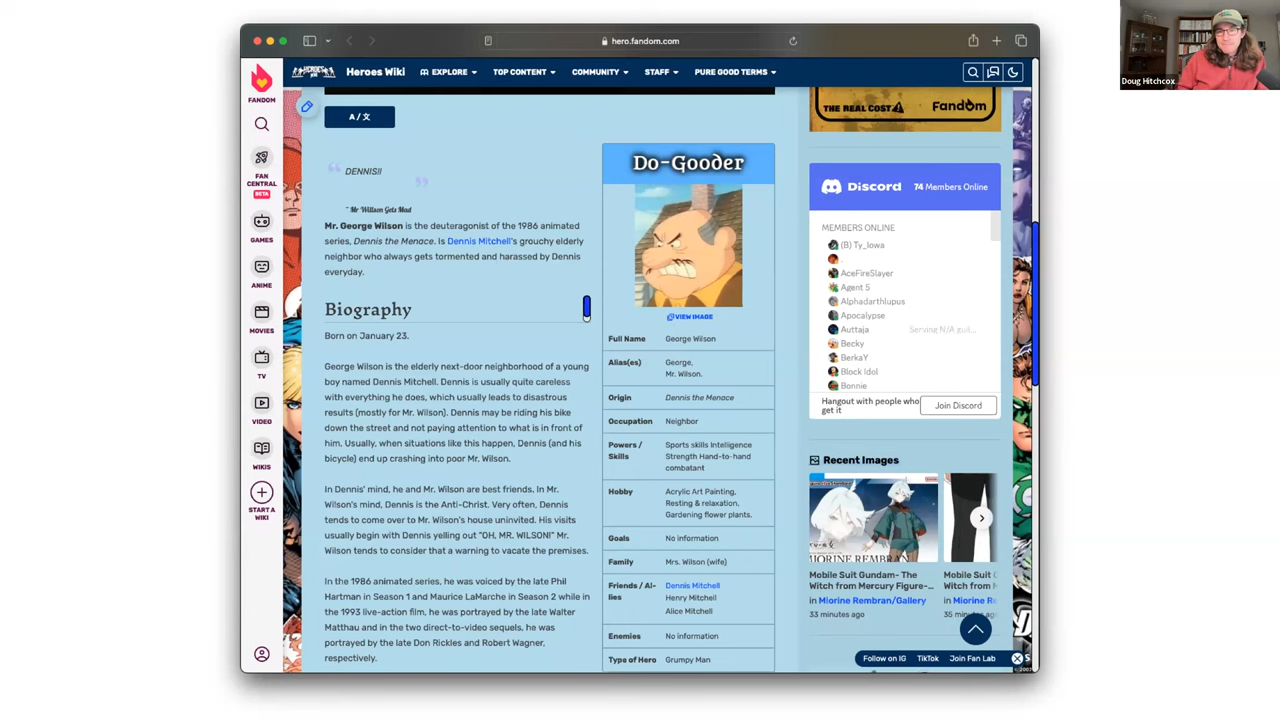 hero.fandom.com
Heroes Wiki
EXPLORE
TOP CONTENT
COMMUNITY
STAFF
PURE GOOD TERMS
FANDOM
FAN
CENTRAL
BETA
GAMES
ANIME
MOVIES
TV
VIDEO
WIKIS
START A
WIKI
A / 文
“ DENNIS!! ”
~ Mr Willson Gets Mad
Mr. George Wilson is the deuteragonist of the 1986 animated
series, Dennis the Menace. Is Dennis Mitchell's grouchy elderly
neighbor who always gets tormented and harassed by Dennis
everyday.
Biography
Born on January 23.
George Wilson is the elderly next-door neighborhood of a young
boy named Dennis Mitchell. Dennis is usually quite careless
with everything he does, which usually leads to disastrous
results (mostly for Mr. Wilson). Dennis may be riding his bike
down the street and not paying attention to what is in front of
him. Usually, when situations like this happen, Dennis (and his
bicycle) end up crashing into poor Mr. Wilson.
In Dennis' mind, he and Mr. Wilson are best friends. In Mr.
Wilson's mind, Dennis is the Anti-Christ. Very often, Dennis
tends to come over to Mr. Wilson's house uninvited. His visits
usually begin with Dennis yelling out "OH, MR. WILSON!" Mr.
Wilson tends to consider that a warning to vacate the premises.
In the 1986 animated series, he was voiced by the late Phil
Hartman in Season 1 and Maurice LaMarche in Season 2 while in
the 1993 live-action film, he was portrayed by the late Walter
Matthau and in the two direct-to-video sequels, he was
portrayed by the late Don Rickles and Robert Wagner,
respectively.
Do-Gooder
VIEW IMAGE
Full Name George Wilson
Alias(es) George,
Mr. Wilson.
Origin Dennis the Menace
Occupation Neighbor
Powers / Sports skills Intelligence
Skills Strength Hand-to-hand
combatant
Hobby Acrylic Art Painting,
Resting & relaxation,
Gardening flower plants.
Goals No information
Family Mrs. Wilson (wife)
Friends / Al- Dennis Mitchell
lies Henry Mitchell
Alice Mitchell
Enemies No information
Type of Hero Grumpy Man
THE REAL COST
Fandom
Discord 74 Members Online
MEMBERS ONLINE
(B) Ty_Iowa
.
AceFireSlayer
Agent 5
Alphadarthlupus
Apocalypse
Auttaja Serving N/A guil...
Becky
BerkaY
Block Idol
Bonnie
Hangout with people who
get it
Join Discord
Recent Images
Mobile Suit Gundam- The
Witch from Mercury Figure-...
in Miorine Rembran/Gallery
33 minutes ago
Mobile Suit
Witch from
in Miorine Re
Follow on IG
TikTok
Join Fan Lab
Doug Hitchcox